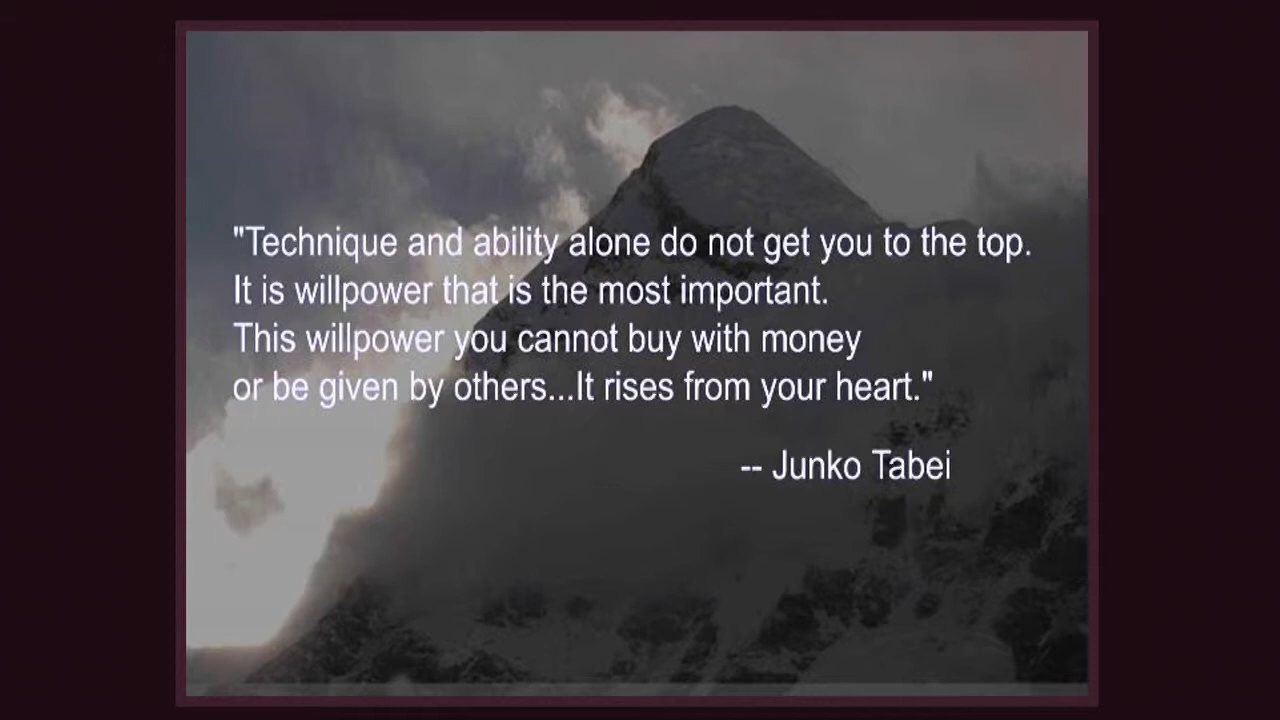 "Technique and ability alone do not get you to the top.
It is willpower that is the most important.
This willpower you cannot buy with money
or be given by others...It rises from your heart."
-- Junko Tabei